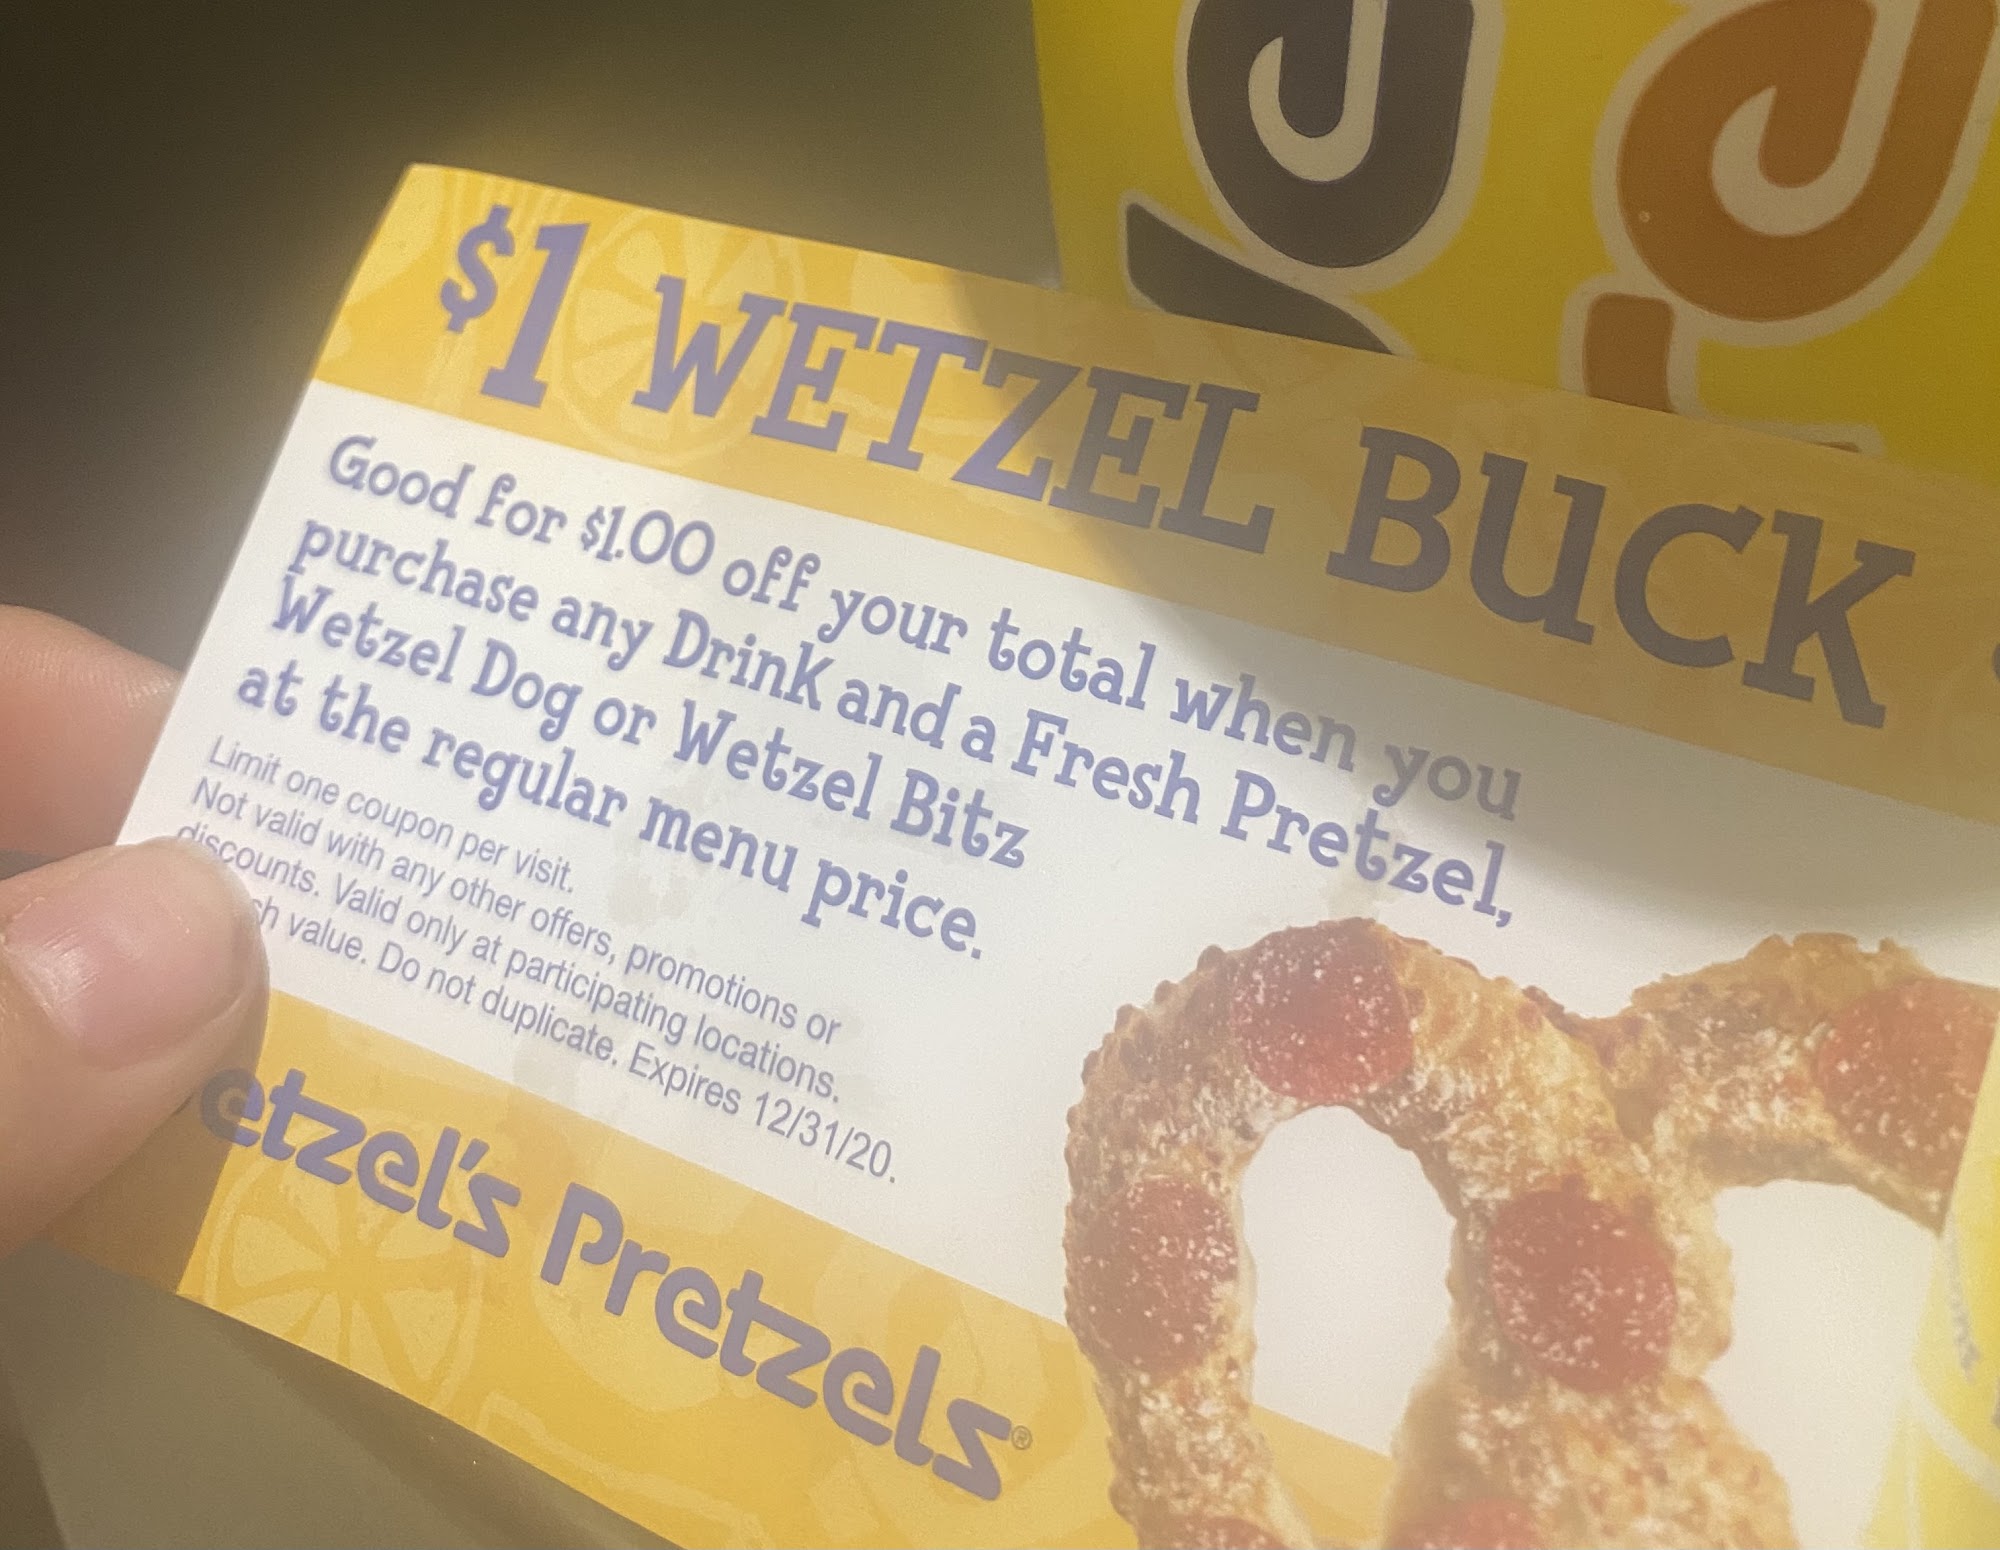 $1 WETZEL BUCK
Good for $1.00 off your total when you
purchase any Drink and a Fresh Pretzel,
Wetzel Dog or Wetzel Bitz
at the regular menu price.
Limit one coupon per visit.
Not valid with any other offers, promotions or
discounts. Valid only at participating locations.
value. Do not duplicate. Expires 12/31/20.
etzel's Pretzels®